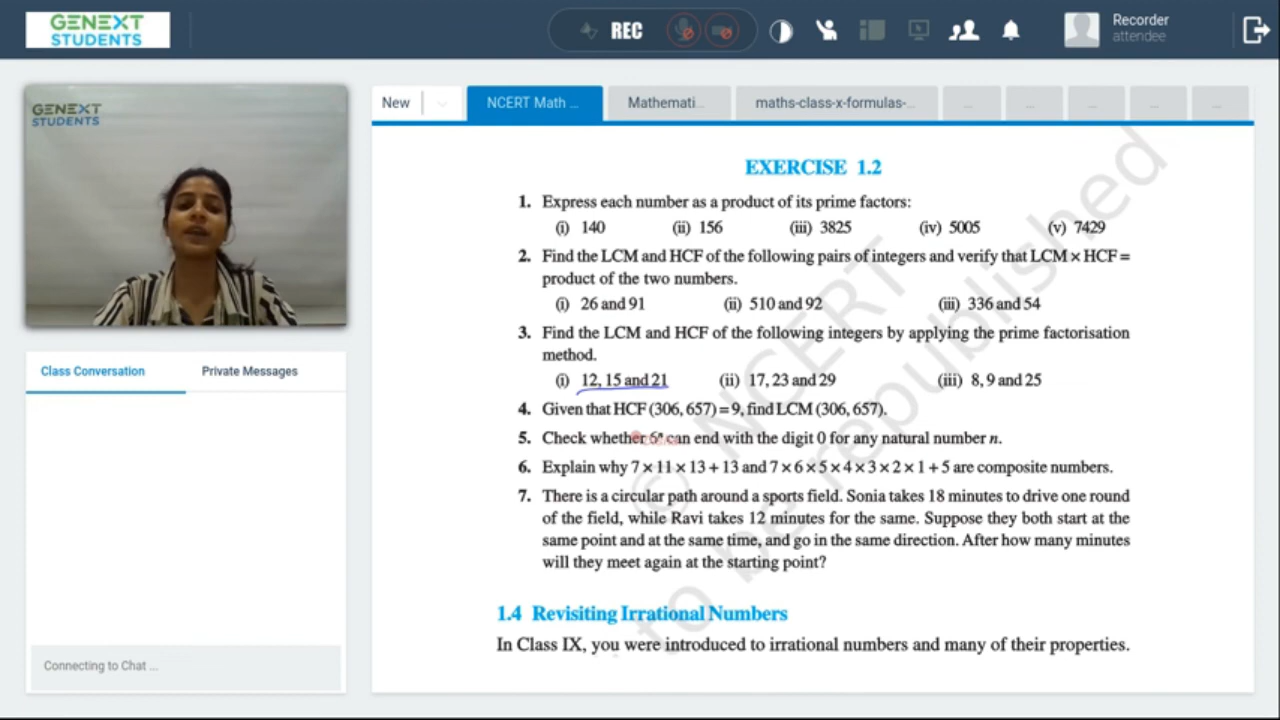 GENEXT
STUDENTS
REC
Recorder
attendee
GENEXT
STUDENTS
New
NCERT Math ...
Mathemati...
maths-class-x-formulas-...
...
...
...
...
...
Class Conversation
Private Messages
Connecting to Chat ...
EXERCISE 1.2
1. Express each number as a product of its prime factors:
(i) 140 (ii) 156 (iii) 3825 (iv) 5005 (v) 7429
2. Find the LCM and HCF of the following pairs of integers and verify that LCM × HCF =
product of the two numbers.
(i) 26 and 91 (ii) 510 and 92 (iii) 336 and 54
3. Find the LCM and HCF of the following integers by applying the prime factorisation
method.
(i) 12, 15 and 21 (ii) 17, 23 and 29 (iii) 8, 9 and 25
4. Given that HCF (306, 657) = 9, find LCM (306, 657).
5. Check whether 6ⁿ can end with the digit 0 for any natural number n.
6. Explain why 7 × 11 × 13 + 13 and 7 × 6 × 5 × 4 × 3 × 2 × 1 + 5 are composite numbers.
7. There is a circular path around a sports field. Sonia takes 18 minutes to drive one round
of the field, while Ravi takes 12 minutes for the same. Suppose they both start at the
same point and at the same time, and go in the same direction. After how many minutes
will they meet again at the starting point?
1.4 Revisiting Irrational Numbers
In Class IX, you were introduced to irrational numbers and many of their properties.
© NCERT
to be republished